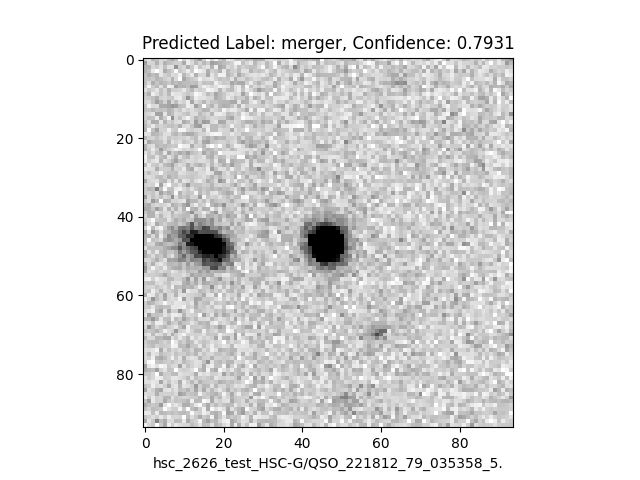 Predicted Label: merger, Confidence: 0.7931
0
20
40
60
80
0 20 40 60 80
hsc_2626_test_HSC-G/QSO_221812_79_035358_5.